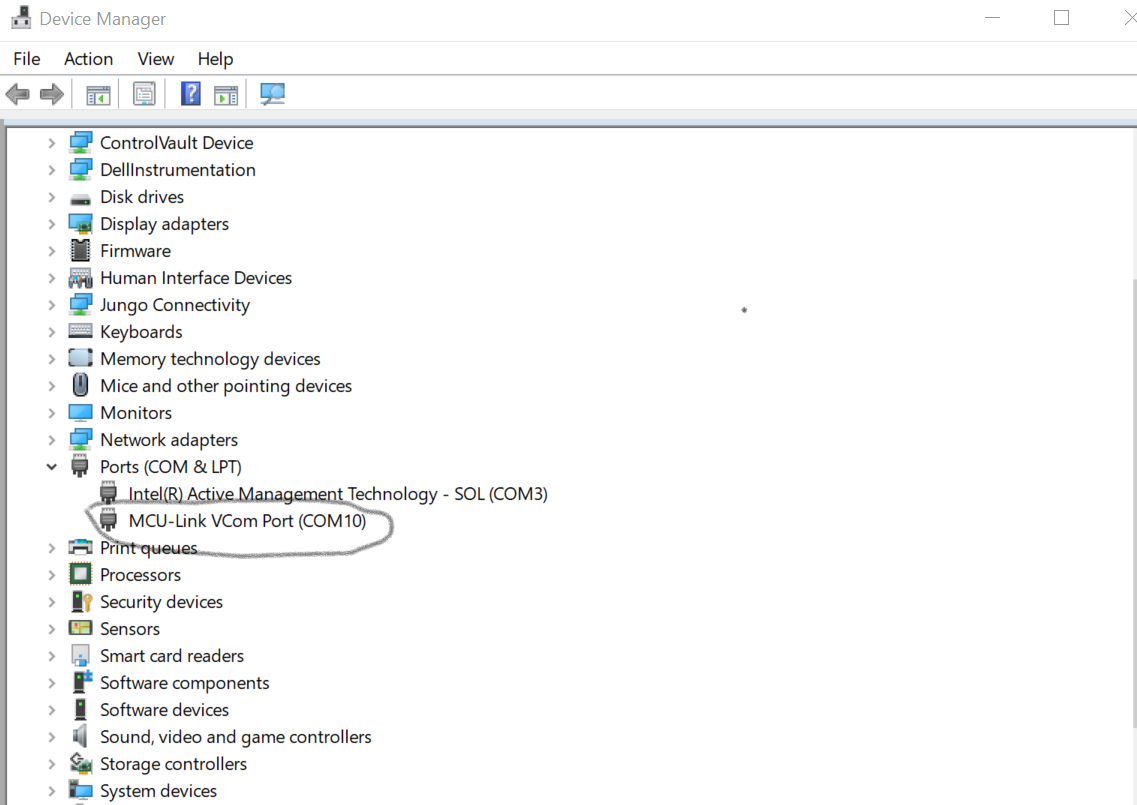 Device Manager
File Action View Help
ControlVault Device
DellInstrumentation
Disk drives
Display adapters
Firmware
Human Interface Devices
Jungo Connectivity
Keyboards
Memory technology devices
Mice and other pointing devices
Monitors
Network adapters
Ports (COM & LPT)
Intel(R) Active Management Technology - SOL (COM3)
MCU-Link VCom Port (COM10)
Print queues
Processors
Security devices
Sensors
Smart card readers
Software components
Software devices
Sound, video and game controllers
Storage controllers
System devices